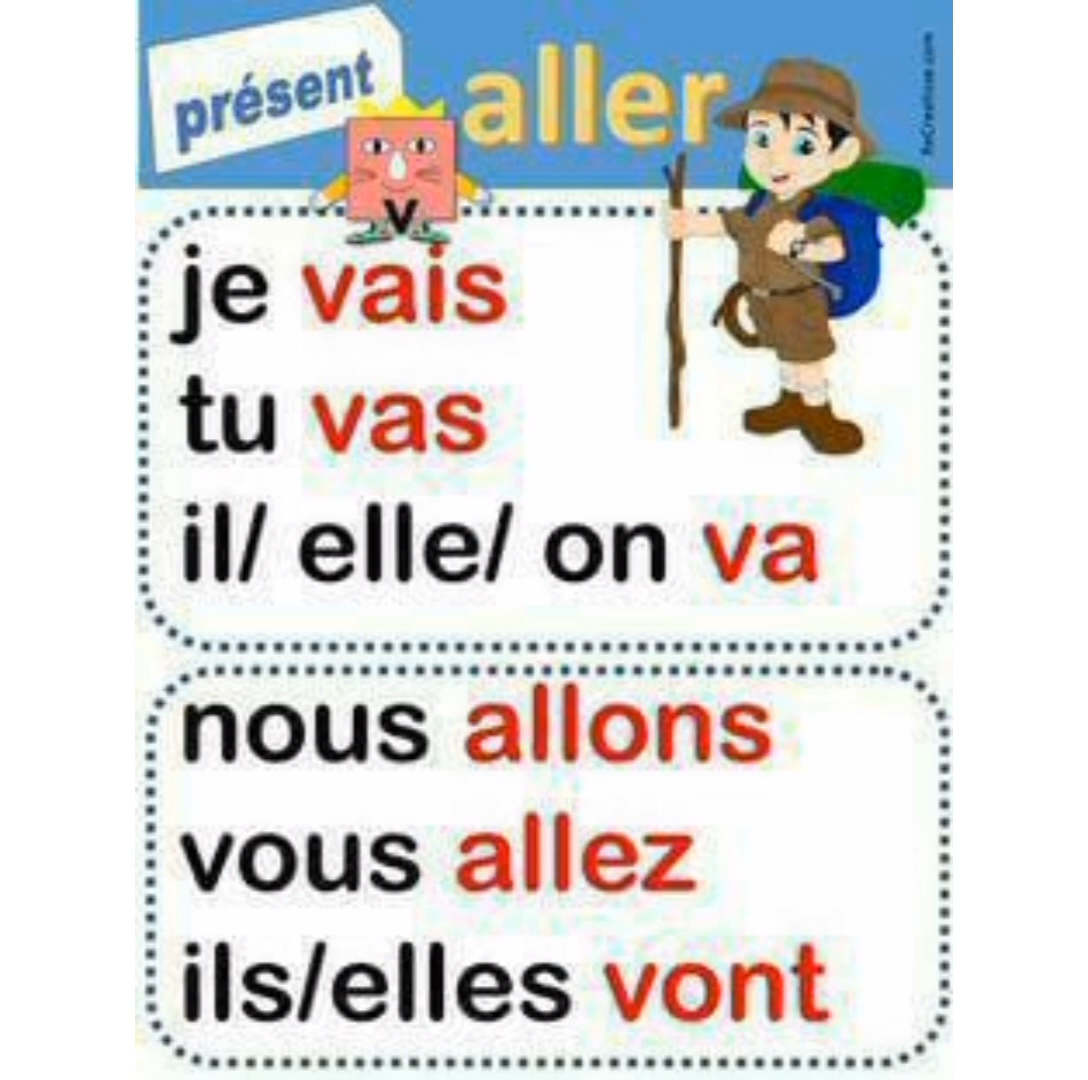 présent
aller
v
je vais
tu vas
il/ elle/ on va
nous allons
vous allez
ils/elles vont